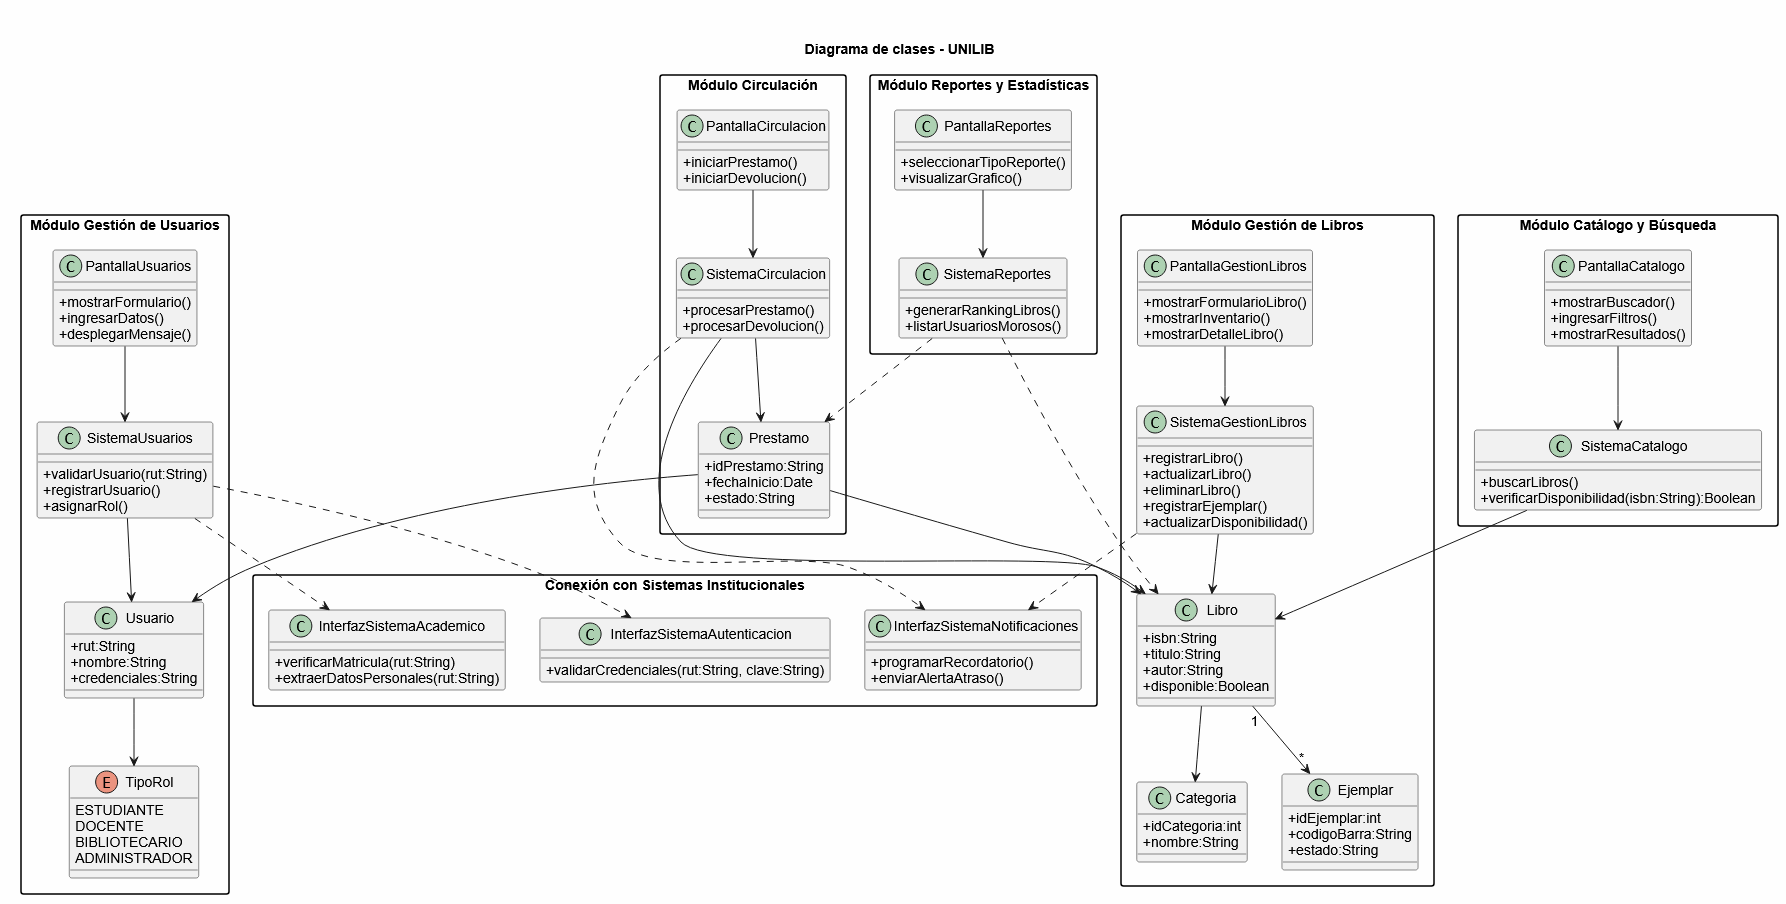 Diagrama de clases - UNILIB
Módulo Circulación
C PantallaCirculacion
+iniciarPrestamo()
+iniciarDevolucion()
C SistemaCirculacion
+procesarPrestamo()
+procesarDevolucion()
C Prestamo
+idPrestamo:String
+fechaInicio:Date
+estado:String
Módulo Reportes y Estadísticas
C PantallaReportes
+seleccionarTipoReporte()
+visualizarGrafico()
C SistemaReportes
+generarRankingLibros()
+listarUsuariosMorosos()
Módulo Gestión de Usuarios
C PantallaUsuarios
+mostrarFormulario()
+ingresarDatos()
+desplegarMensaje()
C SistemaUsuarios
+validarUsuario(rut:String)
+registrarUsuario()
+asignarRol()
C Usuario
+rut:String
+nombre:String
+credenciales:String
E TipoRol
ESTUDIANTE
DOCENTE
BIBLIOTECARIO
ADMINISTRADOR
Conexión con Sistemas Institucionales
C InterfazSistemaAcademico
+verificarMatricula(rut:String)
+extraerDatosPersonales(rut:String)
C InterfazSistemaAutenticacion
+validarCredenciales(rut:String, clave:String)
C InterfazSistemaNotificaciones
+programarRecordatorio()
+enviarAlertaAtraso()
Módulo Gestión de Libros
C PantallaGestionLibros
+mostrarFormularioLibro()
+mostrarInventario()
+mostrarDetalleLibro()
C SistemaGestionLibros
+registrarLibro()
+actualizarLibro()
+eliminarLibro()
+registrarEjemplar()
+actualizarDisponibilidad()
C Libro
+isbn:String
+titulo:String
+autor:String
+disponible:Boolean
1
*
C Categoria
+idCategoria:int
+nombre:String
C Ejemplar
+idEjemplar:int
+codigoBarra:String
+estado:String
Módulo Catálogo y Búsqueda
C PantallaCatalogo
+mostrarBuscador()
+ingresarFiltros()
+mostrarResultados()
C SistemaCatalogo
+buscarLibros()
+verificarDisponibilidad(isbn:String):Boolean